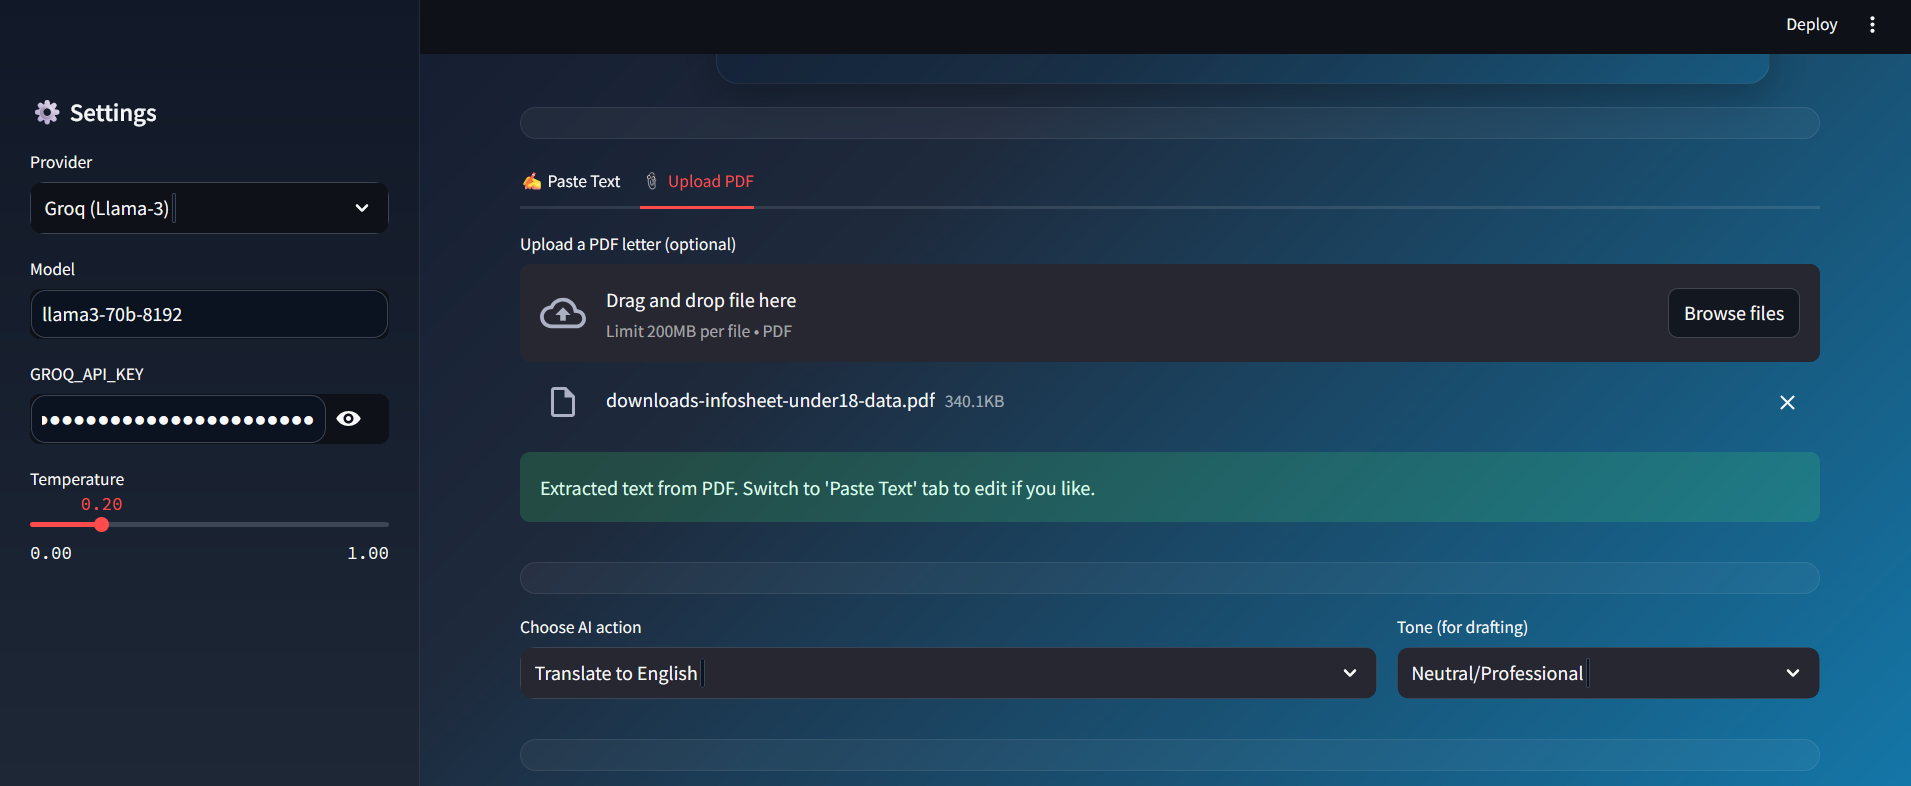 Deploy
Settings
Provider
Groq (Llama-3)
Model
llama3-70b-8192
GROQ_API_KEY
Temperature
0.20
0.00 1.00
Paste Text Upload PDF
Upload a PDF letter (optional)
Drag and drop file here
Limit 200MB per file • PDF
Browse files
downloads-infosheet-under18-data.pdf 340.1KB
Extracted text from PDF. Switch to 'Paste Text' tab to edit if you like.
Choose AI action
Translate to English
Tone (for drafting)
Neutral/Professional